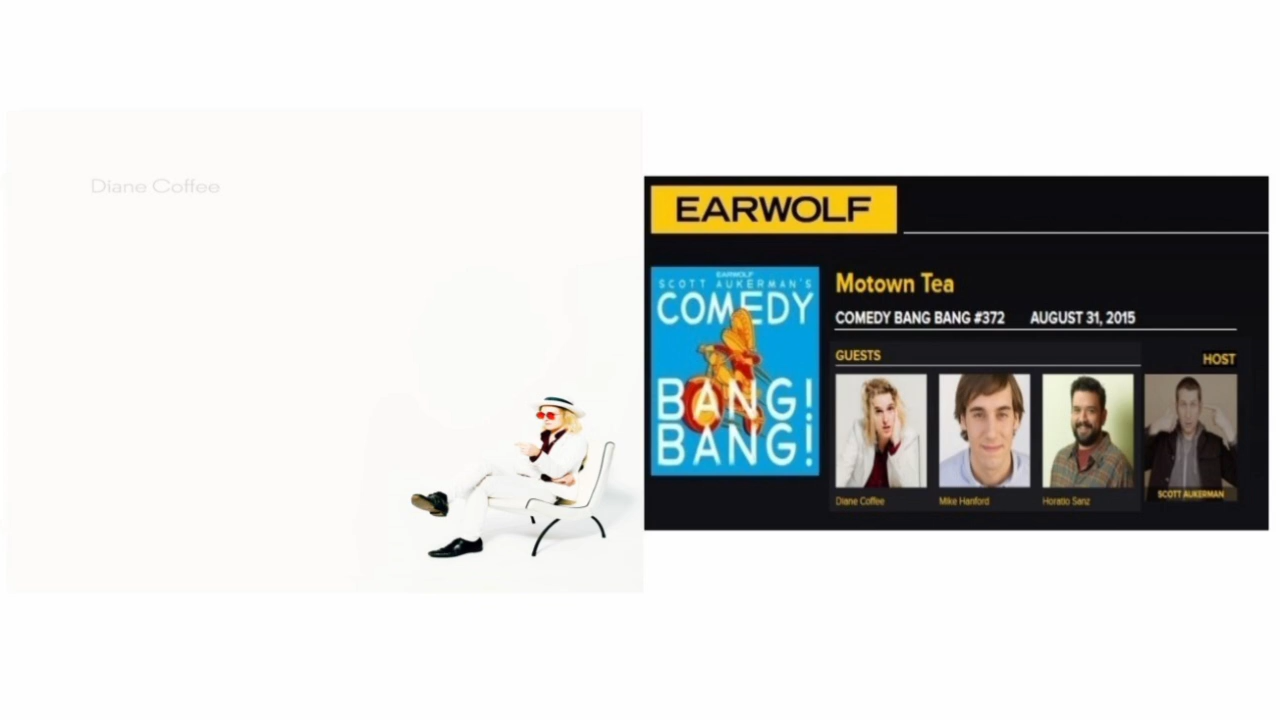 Diane Coffee
EARWOLF
EARWOLF
SCOTT AUKERMAN'S
COMEDY
BANG!
BANG!
Motown Tea
COMEDY BANG BANG #372 AUGUST 31, 2015
GUESTS
HOST
Diane Coffee
Mike Hanford
Horatio Sanz
SCOTT AUKERMAN